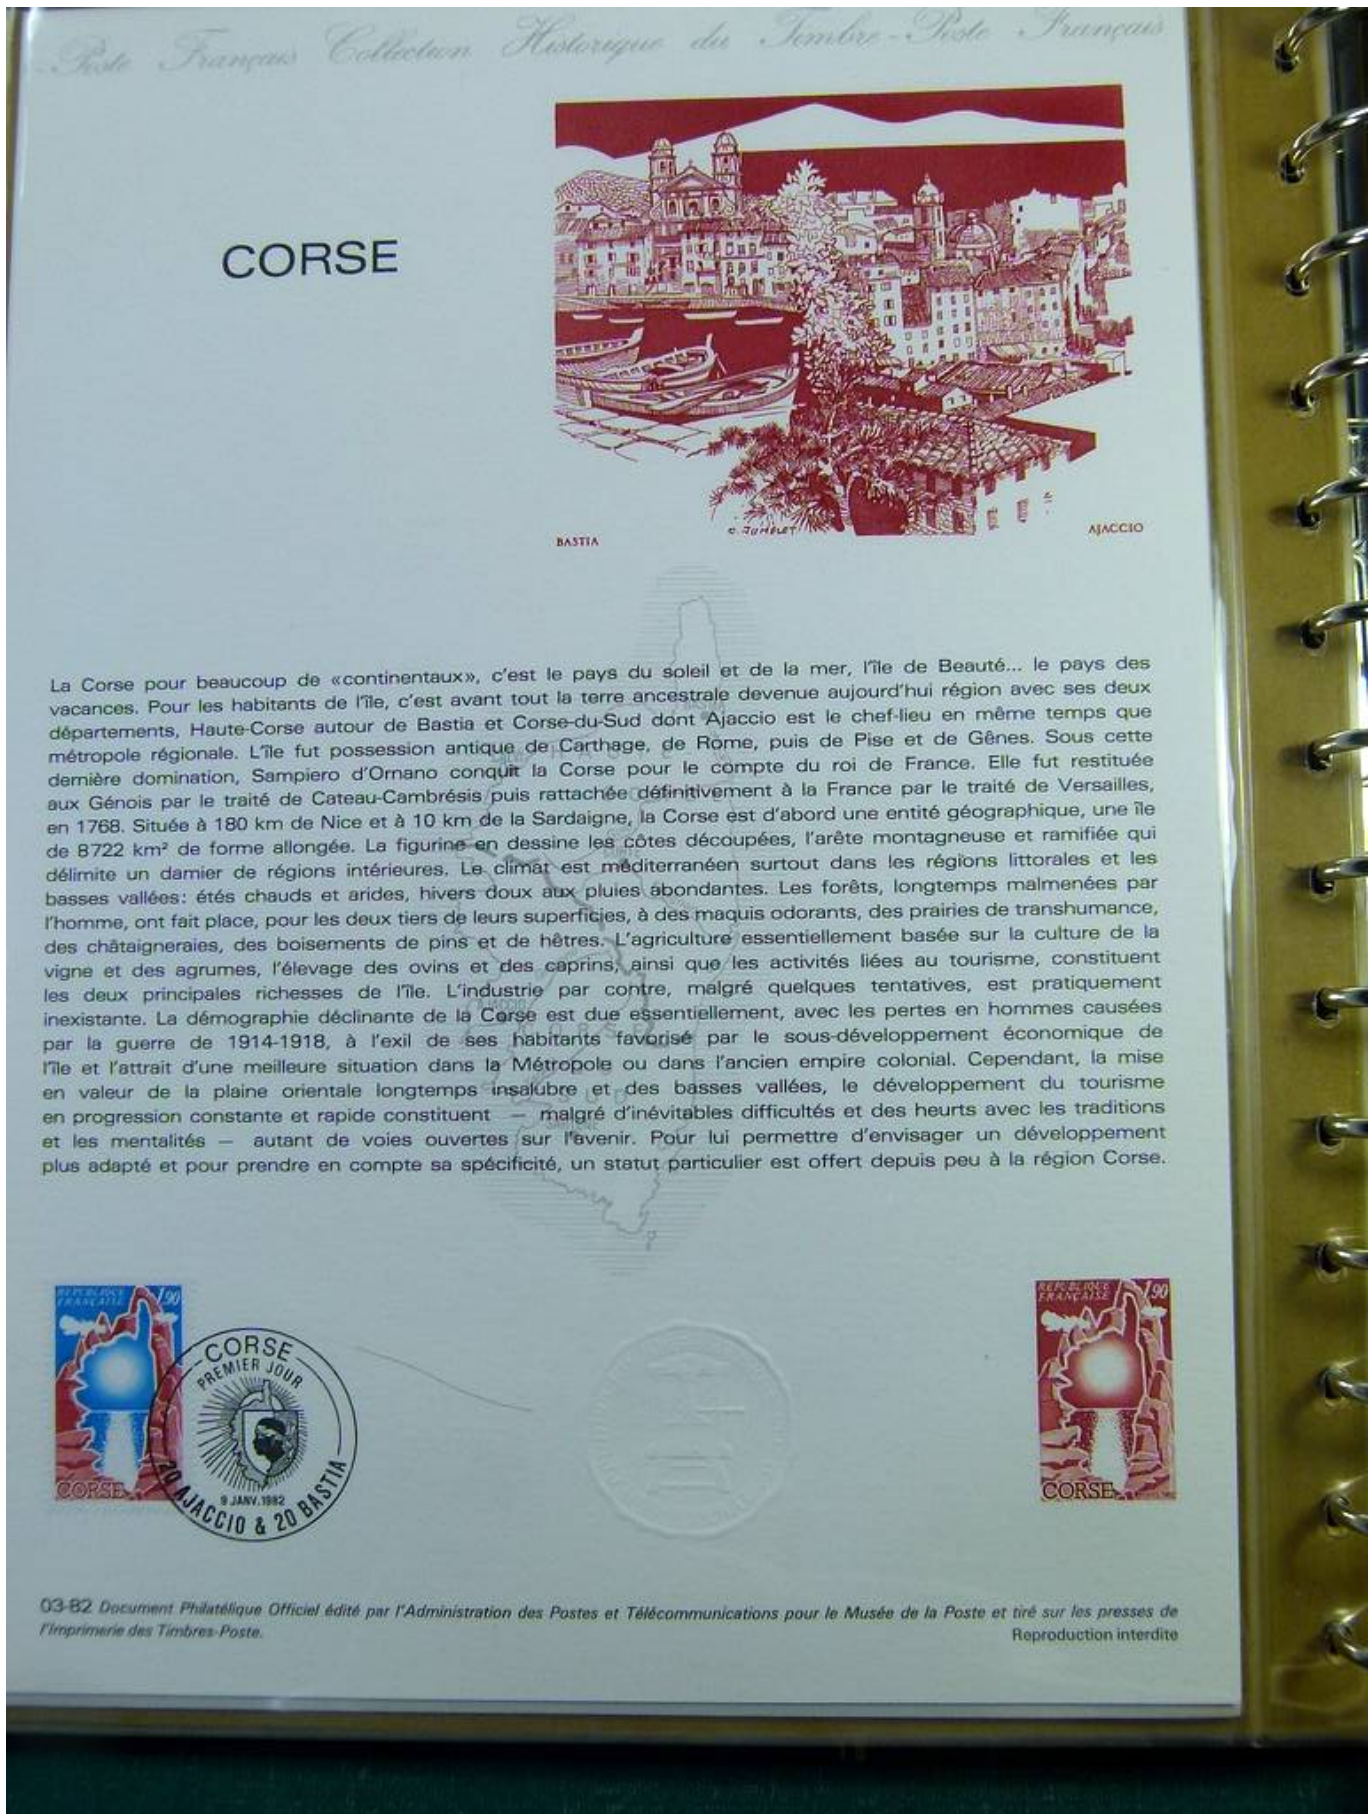 -Poste Français Collection Historique du Timbre-Poste Français
CORSE
C. JUMELET
BASTIA
AJACCIO
La Corse pour beaucoup de «continentaux», c'est le pays du soleil et de la mer, l'île de Beauté... le pays des
vacances. Pour les habitants de l'île, c'est avant tout la terre ancestrale devenue aujourd'hui région avec ses deux
départements, Haute-Corse autour de Bastia et Corse-du-Sud dont Ajaccio est le chef-lieu en même temps que
métropole régionale. L'île fut possession antique de Carthage, de Rome, puis de Pise et de Gênes. Sous cette
dernière domination, Sampiero d'Ornano conquit la Corse pour le compte du roi de France. Elle fut restituée
aux Génois par le traité de Cateau-Cambrésis puis rattachée définitivement à la France par le traité de Versailles,
en 1768. Située à 180 km de Nice et à 10 km de la Sardaigne, la Corse est d'abord une entité géographique, une île
de 8722 km² de forme allongée. La figurine en dessine les côtes découpées, l'arête montagneuse et ramifiée qui
délimite un damier de régions intérieures. Le climat est méditerranéen surtout dans les régions littorales et les
basses vallées: étés chauds et arides, hivers doux aux pluies abondantes. Les forêts, longtemps malmenées par
l'homme, ont fait place, pour les deux tiers de leurs superficies, à des maquis odorants, des prairies de transhumance,
des châtaigneraies, des boisements de pins et de hêtres. L'agriculture essentiellement basée sur la culture de la
vigne et des agrumes, l'élevage des ovins et des caprins, ainsi que les activités liées au tourisme, constituent
les deux principales richesses de l'île. L'industrie par contre, malgré quelques tentatives, est pratiquement
inexistante. La démographie déclinante de la Corse est due essentiellement, avec les pertes en hommes causées
par la guerre de 1914-1918, à l'exil de ses habitants favorisé par le sous-développement économique de
l'île et l'attrait d'une meilleure situation dans la Métropole ou dans l'ancien empire colonial. Cependant, la mise
en valeur de la plaine orientale longtemps insalubre et des basses vallées, le développement du tourisme
en progression constante et rapide constituent — malgré d'inévitables difficultés et des heurts avec les traditions
et les mentalités — autant de voies ouvertes sur l'avenir. Pour lui permettre d'envisager un développement
plus adapté et pour prendre en compte sa spécificité, un statut particulier est offert depuis peu à la région Corse.
REPUBLIQUE
FRANÇAISE
1,90
CORSE
CORSE
PREMIER JOUR
9 JANV. 1982
20 AJACCIO & 20 BASTIA
REPUBLIQUE
FRANÇAISE
1,90
CORSE
03-82 Document Philatélique Officiel édité par l'Administration des Postes et Télécommunications pour le Musée de la Poste et tiré sur les presses de
l'Imprimerie des Timbres-Poste.
Reproduction interdite